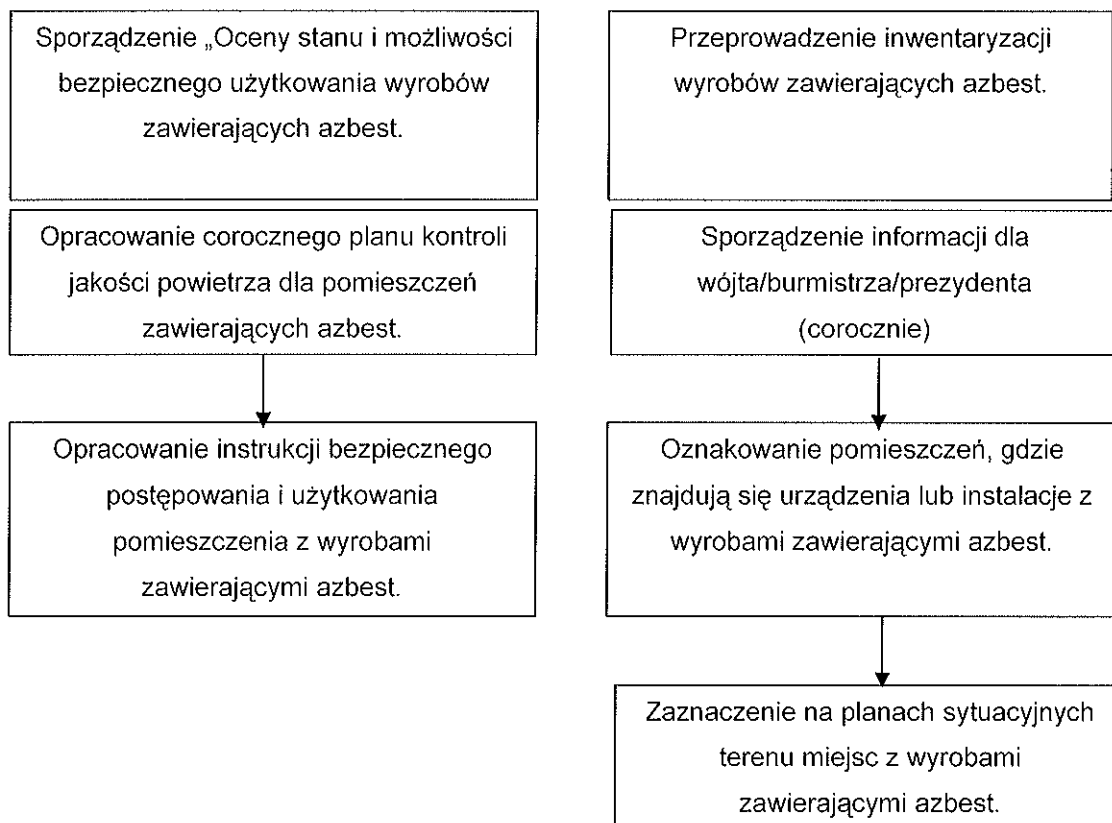 Sporządzenie „Oceny stanu i możliwości
bezpiecznego użytkowania wyrobów
zawierających azbest.
Przeprowadzenie inwentaryzacji
wyrobów zawierających azbest.
Opracowanie corocznego planu kontroli
jakości powietrza dla pomieszczeń
zawierających azbest.
Sporządzenie informacji dla
wójta/burmistrza/prezydenta
(corocznie)
Opracowanie instrukcji bezpiecznego
postępowania i użytkowania
pomieszczenia z wyrobami
zawierającymi azbest.
Oznakowanie pomieszczeń, gdzie
znajdują się urządzenia lub instalacje z
wyrobami zawierającymi azbest.
Zaznaczenie na planach sytuacyjnych
terenu miejsc z wyrobami
zawierającymi azbest.